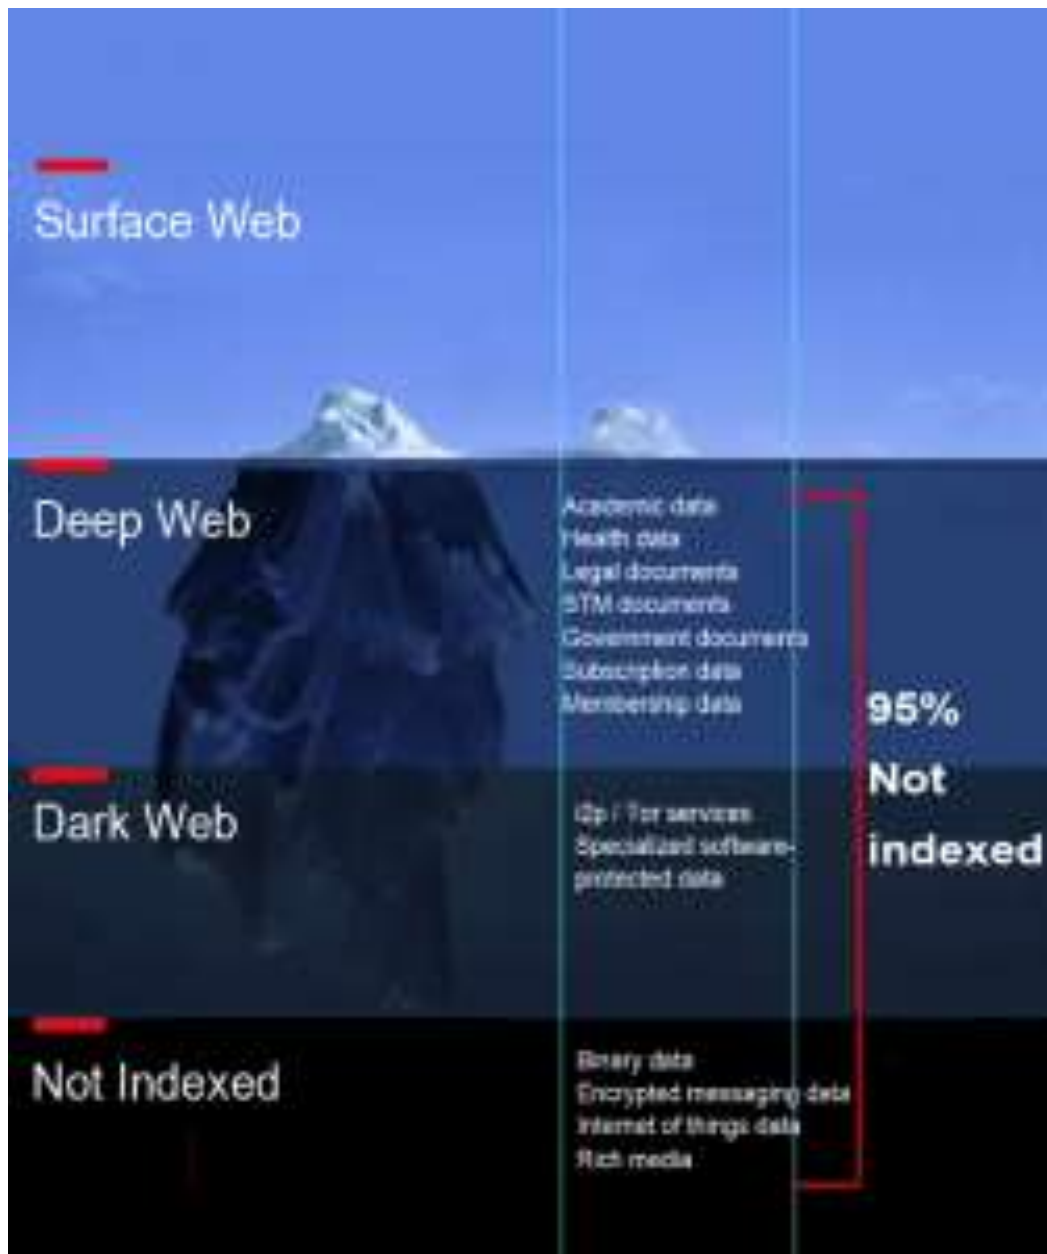 Surface Web
Deep Web
Academic data
Health data
Legal documents
STM documents
Government documents
Subscription data
Membership data
95%
Not
indexed
Dark Web
i2p / Tor services
Specialized software-
protected data
Not Indexed
Binary data
Encrypted messaging data
Internet of things data
Rich media